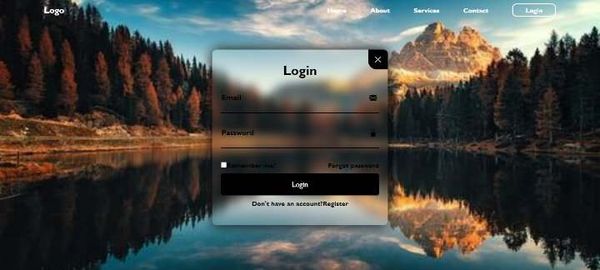 Logo
Home About Services Contact Login
Login
Email
Password
Remember me? Forgot password
Login
Don't have an account?Register